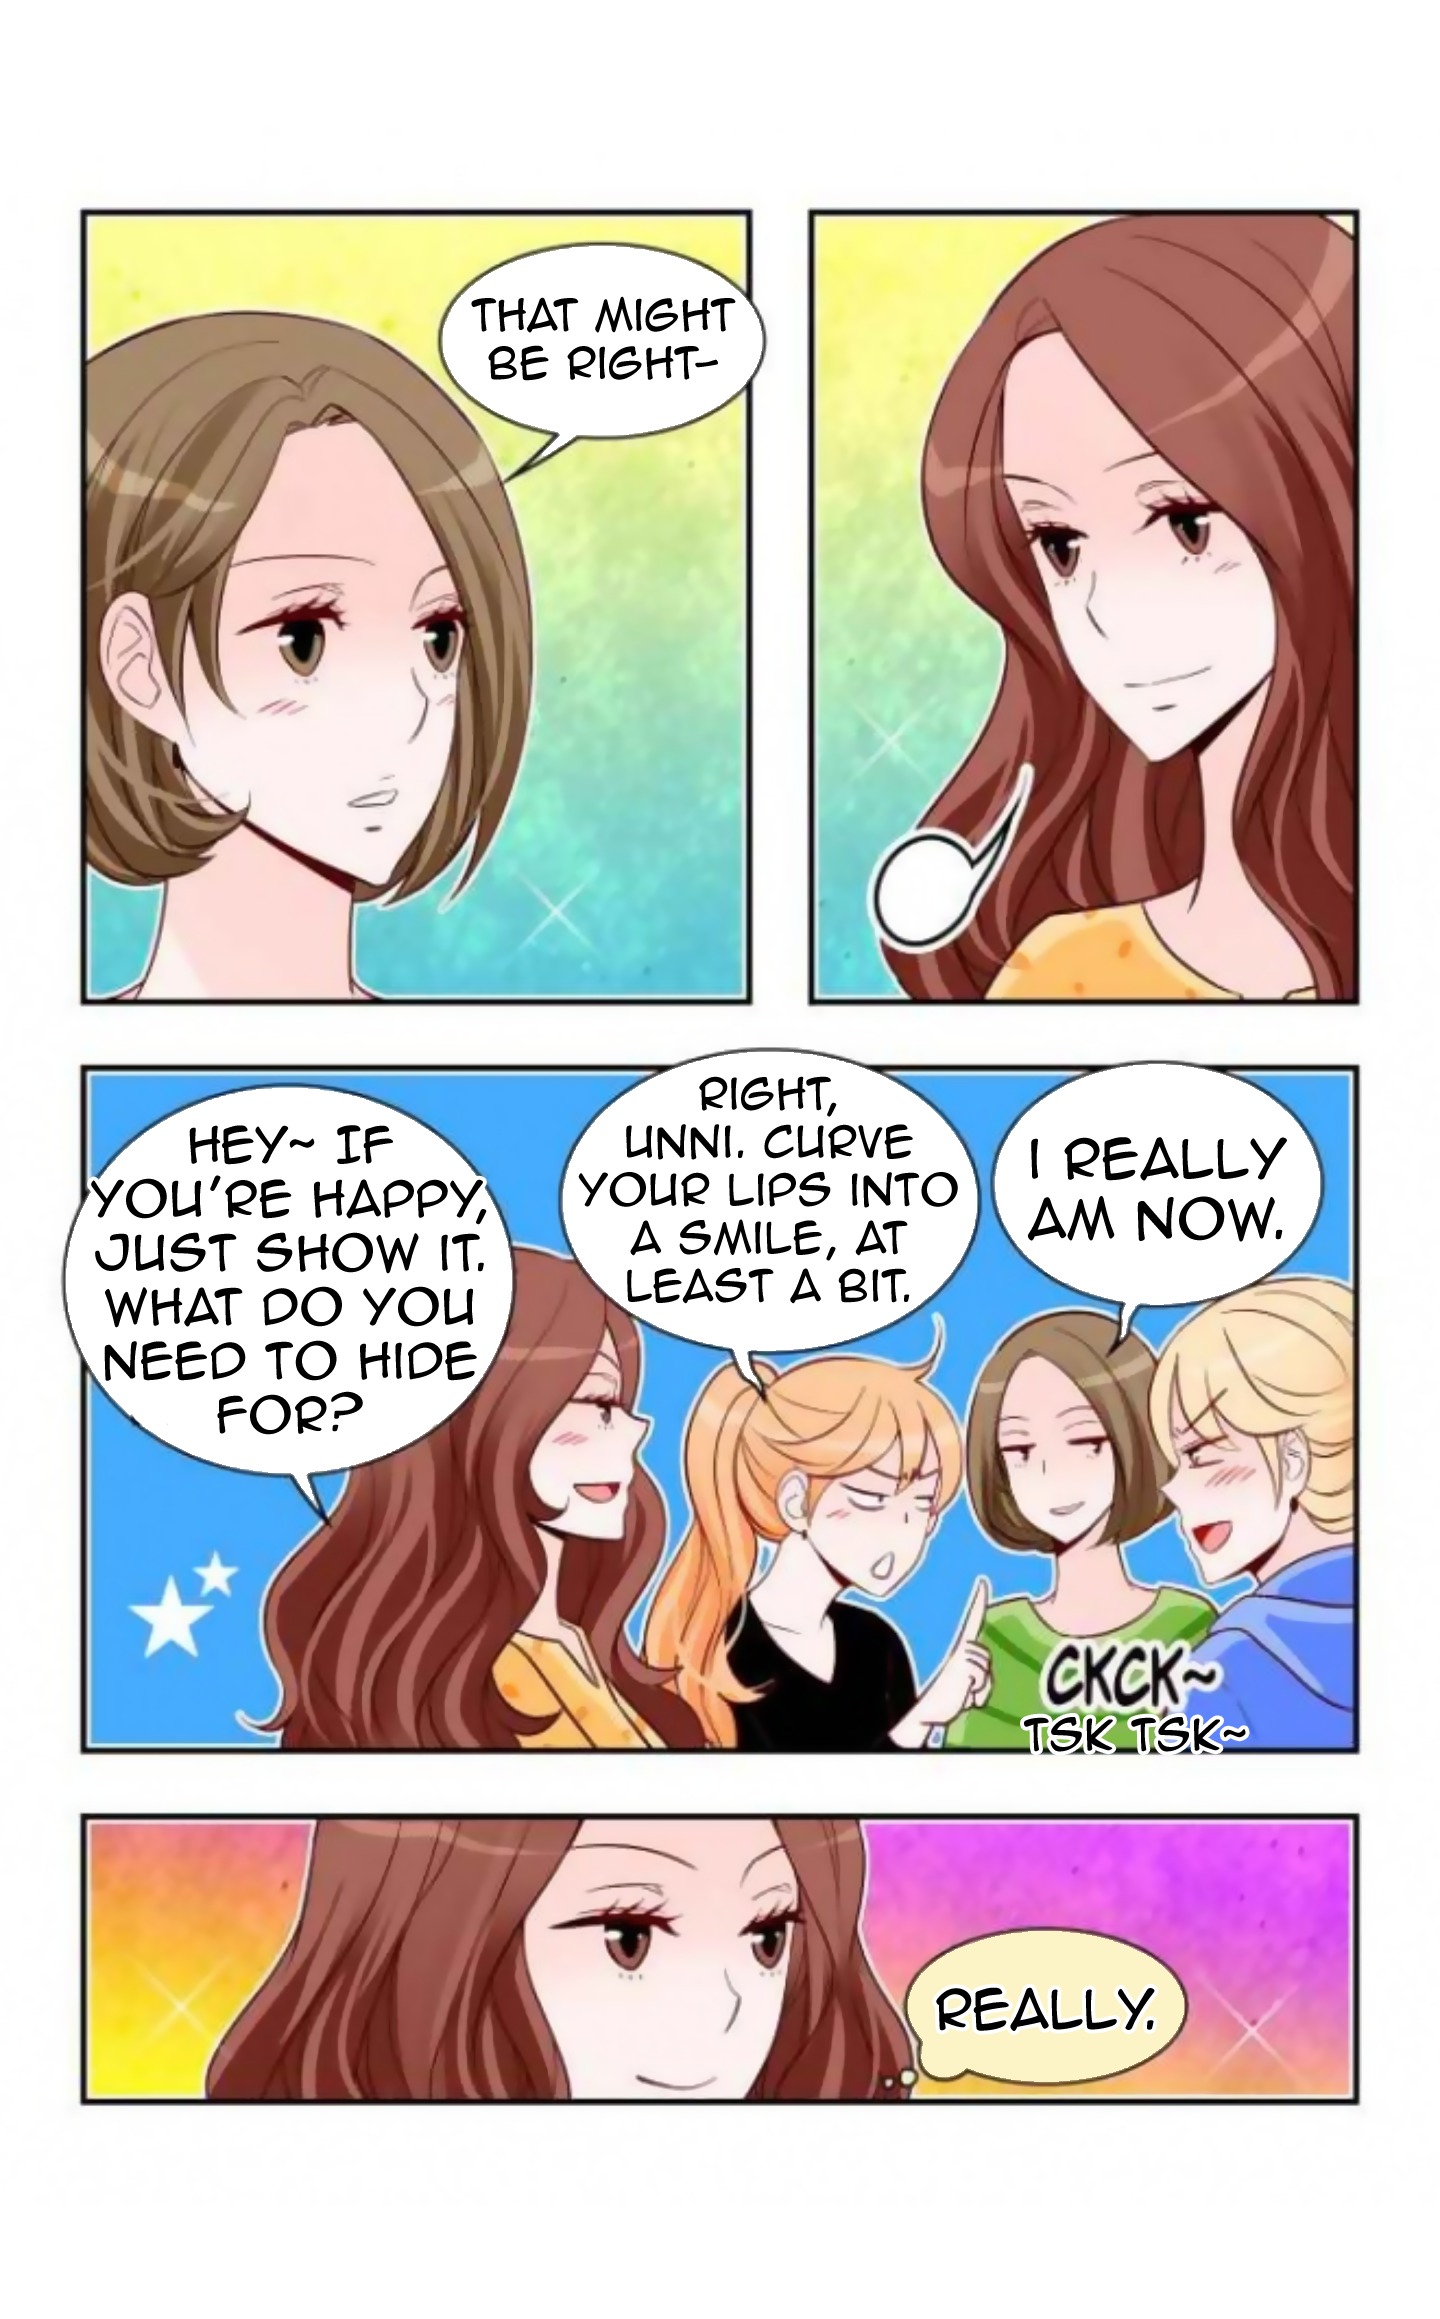 THAT MIGHT
BE RIGHT~
HEY~ IF
YOU'RE HAPPY,
JUST SHOW IT.
WHAT DO YOU
NEED TO HIDE
FOR?
RIGHT,
UNNI. CURVE
YOUR LIPS INTO
A SMILE, AT
LEAST A BIT.
I REALLY
AM NOW.
CKCK~
TSK TSK~
REALLY.